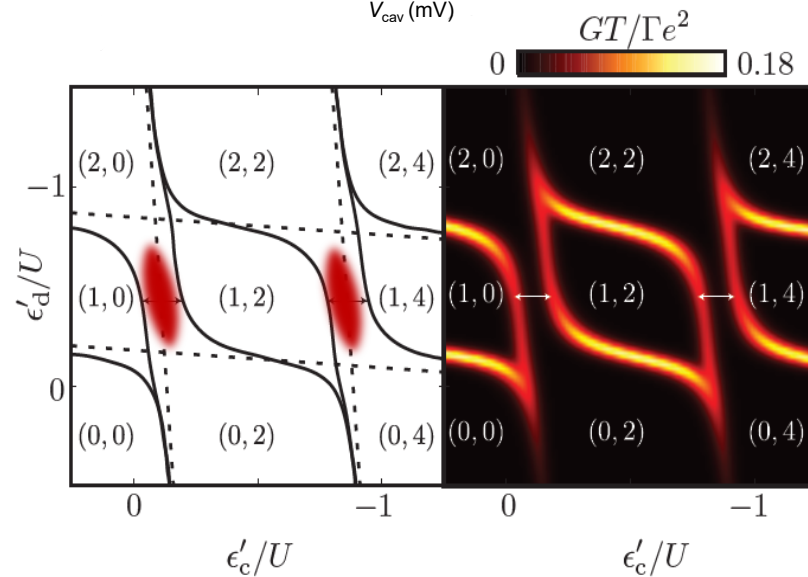 V_cav (mV)
GT/Γe²
0 0.18
(2,0) (2,2) (2,4) (2,0) (2,2) (2,4)
−1
ϵ′_d/U
(1,0) (1,2) (1,4) (1,0) (1,2) (1,4)
0
(0,0) (0,2) (0,4) (0,0) (0,2) (0,4)
0 −1 0 −1
ϵ′_c/U ϵ′_c/U